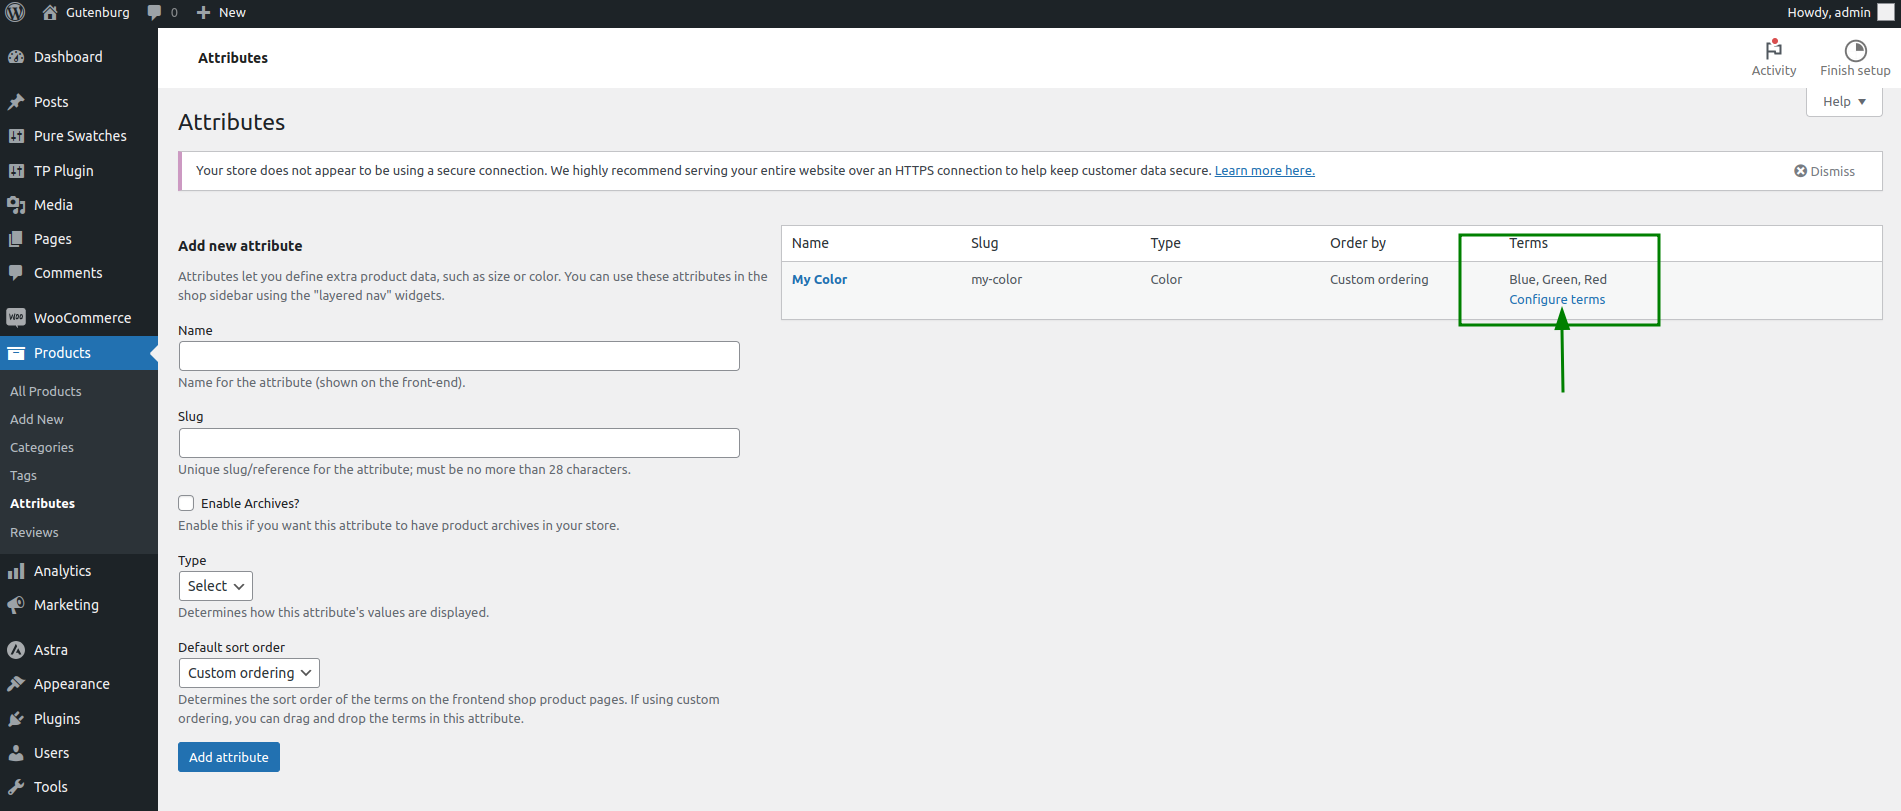 Gutenburg
0
New
Howdy, admin
Dashboard
Posts
Pure Swatches
TP Plugin
Media
Pages
Comments
WooCommerce
Products
All Products
Add New
Categories
Tags
Attributes
Reviews
Analytics
Marketing
Astra
Appearance
Plugins
Users
Tools
Attributes
Activity
Finish setup
Help
Attributes
Your store does not appear to be using a secure connection. We highly recommend serving your entire website over an HTTPS connection to help keep customer data secure. Learn more here.
Dismiss
Add new attribute
Attributes let you define extra product data, such as size or color. You can use these attributes in the
shop sidebar using the "layered nav" widgets.
Name
Name for the attribute (shown on the front-end).
Slug
Unique slug/reference for the attribute; must be no more than 28 characters.
Enable Archives?
Enable this if you want this attribute to have product archives in your store.
Type
Select
Determines how this attribute's values are displayed.
Default sort order
Custom ordering
Determines the sort order of the terms on the frontend shop product pages. If using custom
ordering, you can drag and drop the terms in this attribute.
Add attribute
Name Slug Type Order by Terms
My Color my-color Color Custom ordering Blue, Green, Red
Configure terms